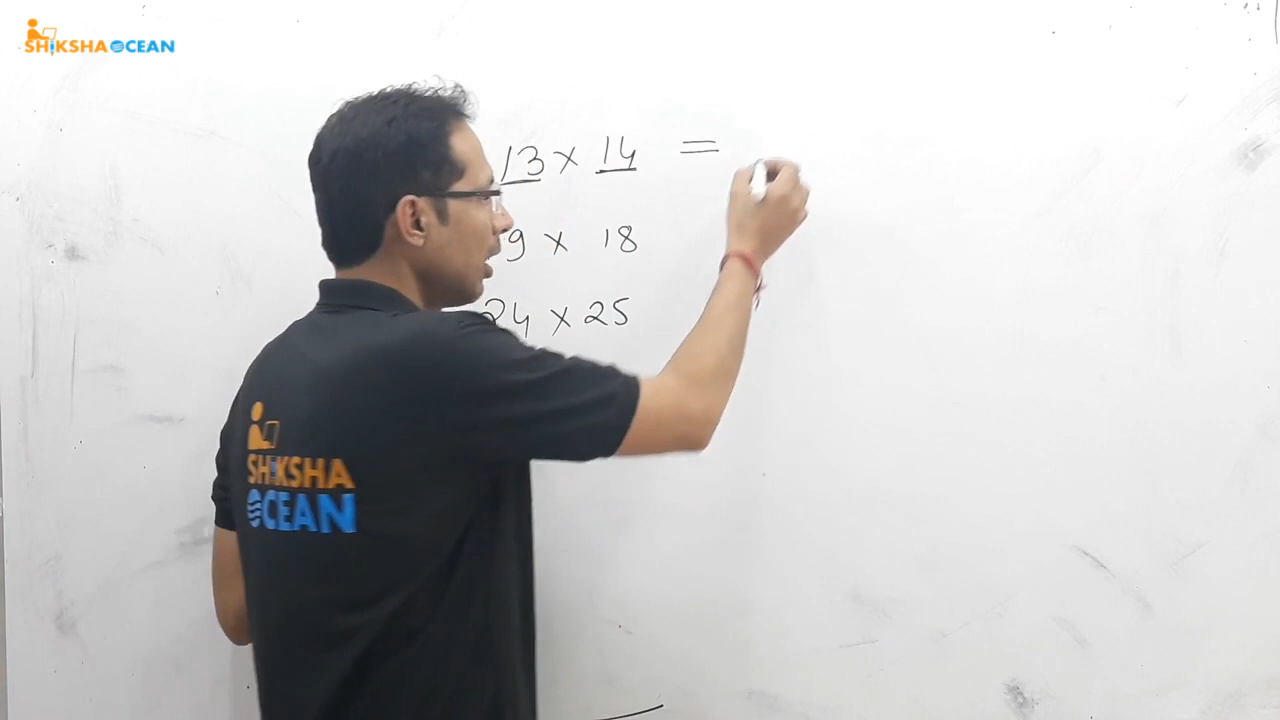 SHIKSHA OCEAN
13 × 14 =
9 × 18
24 × 25
SHIKSHA
OCEAN